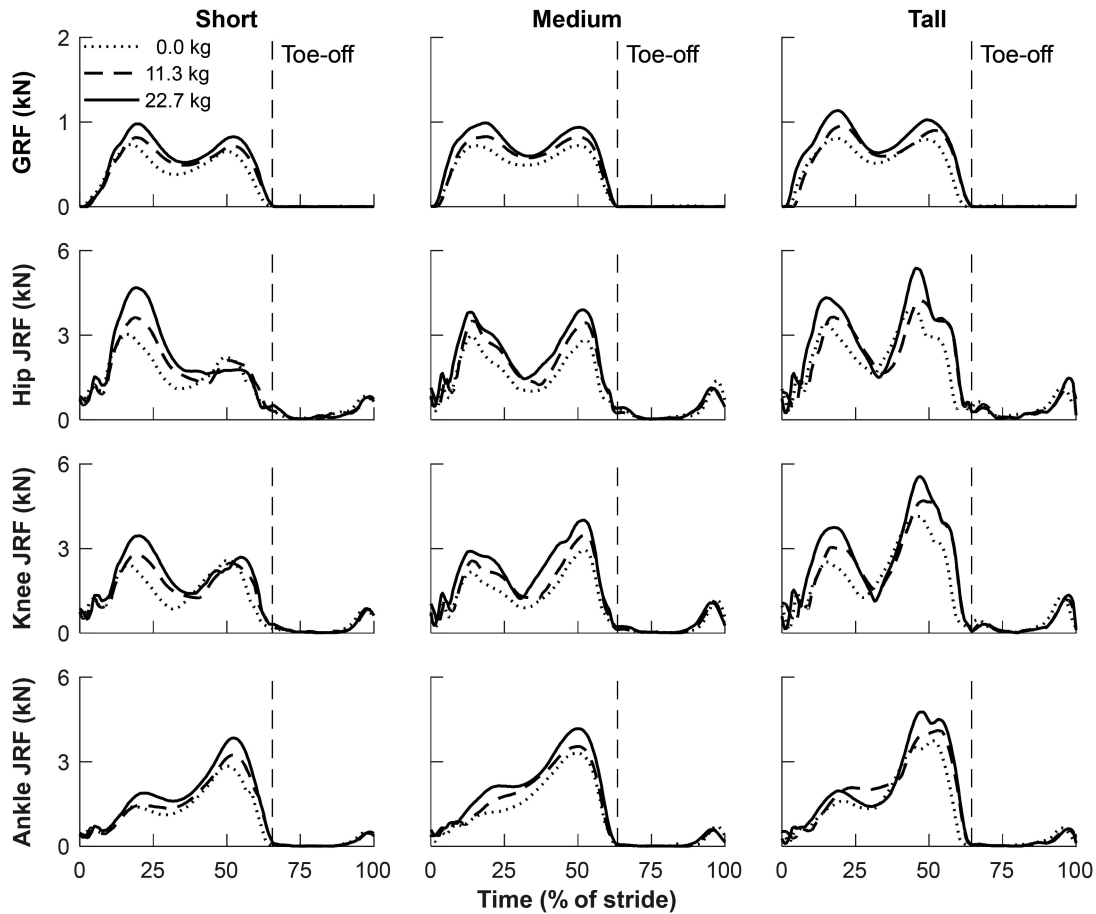 Short Medium Tall
GRF (kN)
2
1
0
0.0 kg
11.3 kg
22.7 kg
Toe-off Toe-off Toe-off
Hip JRF (kN)
6
3
0
Knee JRF (kN)
6
3
0
Ankle JRF (kN)
6
3
0
0 25 50 75 100 0 25 50 75 100 0 25 50 75 100
Time (% of stride)